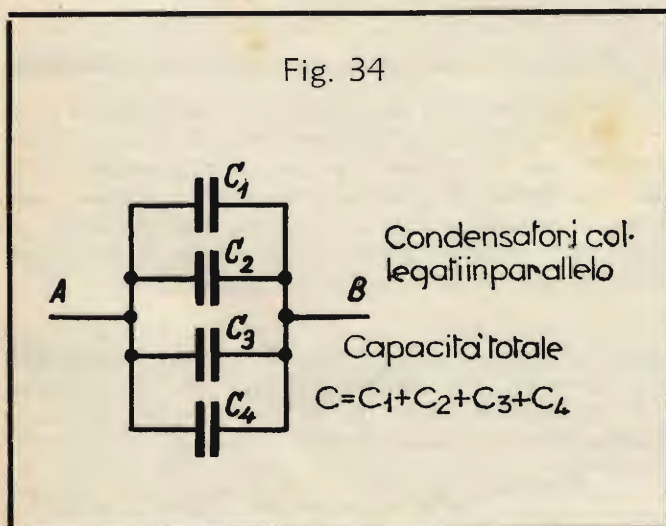 Fig. 34
C1
C2
A
B
C3
C4
Condensatori col-
legati in parallelo
Capacità totale
C=C1+C2+C3+C4